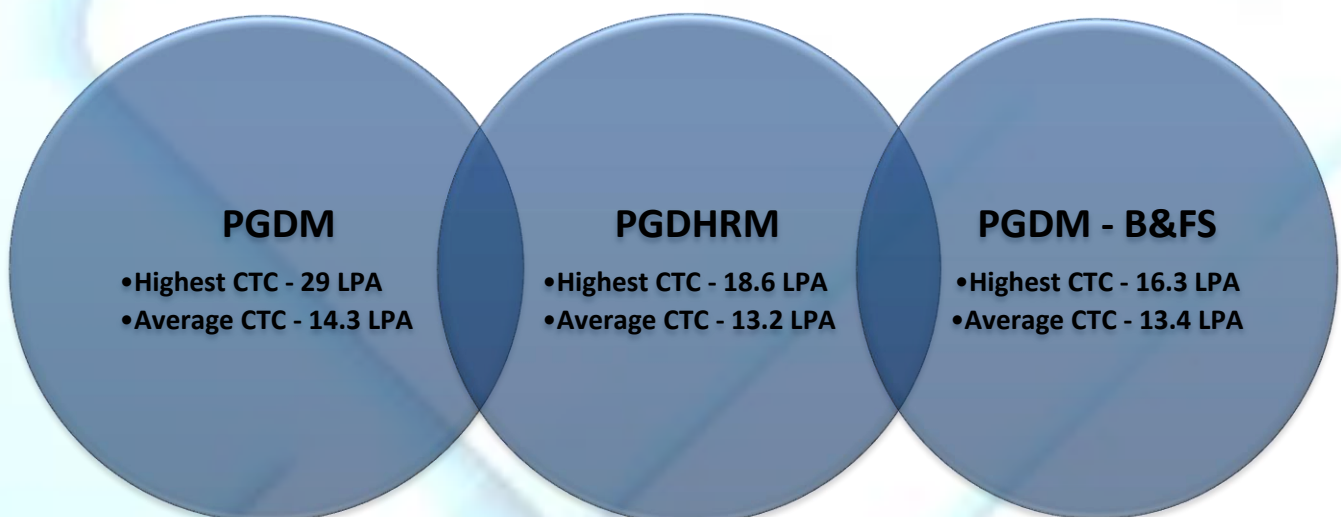 PGDM
•Highest CTC - 29 LPA
•Average CTC - 14.3 LPA
PGDHRM
•Highest CTC - 18.6 LPA
•Average CTC - 13.2 LPA
PGDM - B&FS
•Highest CTC - 16.3 LPA
•Average CTC - 13.4 LPA